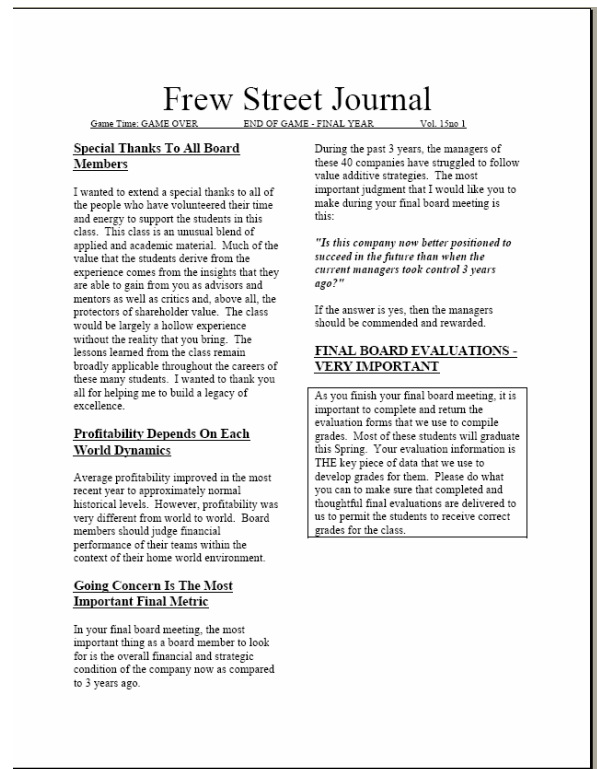 Frew Street Journal
Game Time: GAME OVER END OF GAME - FINAL YEAR Vol. 15no 1
Special Thanks To All Board
Members
I wanted to extend a special thanks to all of
the people who have volunteered their time
and energy to support the students in this
class. This class is an unusual blend of
applied and academic material. Much of the
value that the students derive from the
experience comes from the insights that they
are able to gain from you as advisors and
mentors as well as critics and, above all, the
protectors of shareholder value. The class
would be largely a hollow experience
without the reality that you bring. The
lessons learned from the class remain
broadly applicable throughout the careers of
these many students. I wanted to thank you
all for helping me to build a legacy of
excellence.
Profitability Depends On Each
World Dynamics
Average profitability improved in the most
recent year to approximately normal
historical levels. However, profitability was
very different from world to world. Board
members should judge financial
performance of their teams within the
context of their home world environment.
Going Concern Is The Most
Important Final Metric
In your final board meeting, the most
important thing as a board member to look
for is the overall financial and strategic
condition of the company now as compared
to 3 years ago.
During the past 3 years, the managers of
these 40 companies have struggled to follow
value additive strategies. The most
important judgment that I would like you to
make during your final board meeting is
this:
"Is this company now better positioned to
succeed in the future than when the
current managers took control 3 years
ago?"
If the answer is yes, then the managers
should be commended and rewarded.
FINAL BOARD EVALUATIONS -
VERY IMPORTANT
As you finish your final board meeting, it is
important to complete and return the
evaluation forms that we use to compile
grades. Most of these students will graduate
this Spring. Your evaluation information is
THE key piece of data that we use to
develop grades for them. Please do what
you can to make sure that completed and
thoughtful final evaluations are delivered to
us to permit the students to receive correct
grades for the class.